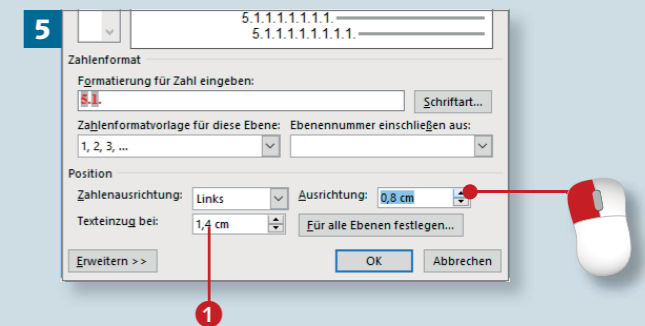 5
5.1.1.1.1.1.1.
5.1.1.1.1.1.1.1.
Zahlenformat
Formatierung für Zahl eingeben:
5.1.
Schriftart...
Zahlenformatvorlage für diese Ebene: Ebenennummer einschließen aus:
1, 2, 3, ...
Position
Zahlenausrichtung: Links Ausrichtung: 0,8 cm
Texteinzug bei: 1,4 cm Für alle Ebenen festlegen...
Erweitern >> OK Abbrechen
1